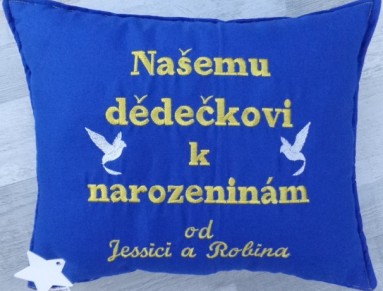 Našemu
dědečkovi
k
narozeninám
od
Jessici a Robina